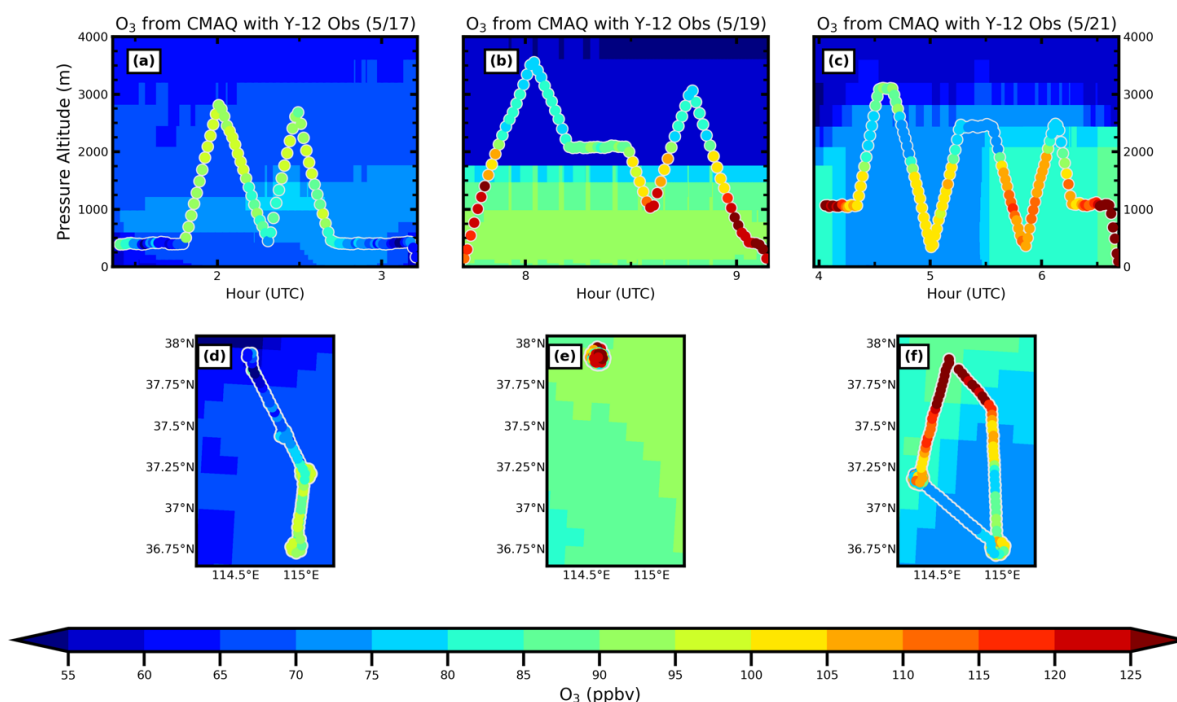 O₃ from CMAQ with Y-12 Obs (5/17)
O₃ from CMAQ with Y-12 Obs (5/19)
O₃ from CMAQ with Y-12 Obs (5/21)
4000
3000
2000
1000
0
Pressure Altitude (m)
(a)
(b)
(c)
4000
3000
2000
1000
0
2 3
8 9
4 5 6
Hour (UTC)
Hour (UTC)
Hour (UTC)
38°N
37.75°N
37.5°N
37.25°N
37°N
36.75°N
(d)
114.5°E 115°E
38°N
37.75°N
37.5°N
37.25°N
37°N
36.75°N
(e)
114.5°E 115°E
38°N
37.75°N
37.5°N
37.25°N
37°N
36.75°N
(f)
114.5°E 115°E
55 60 65 70 75 80 85 90 95 100 105 110 115 120 125
O₃ (ppbv)